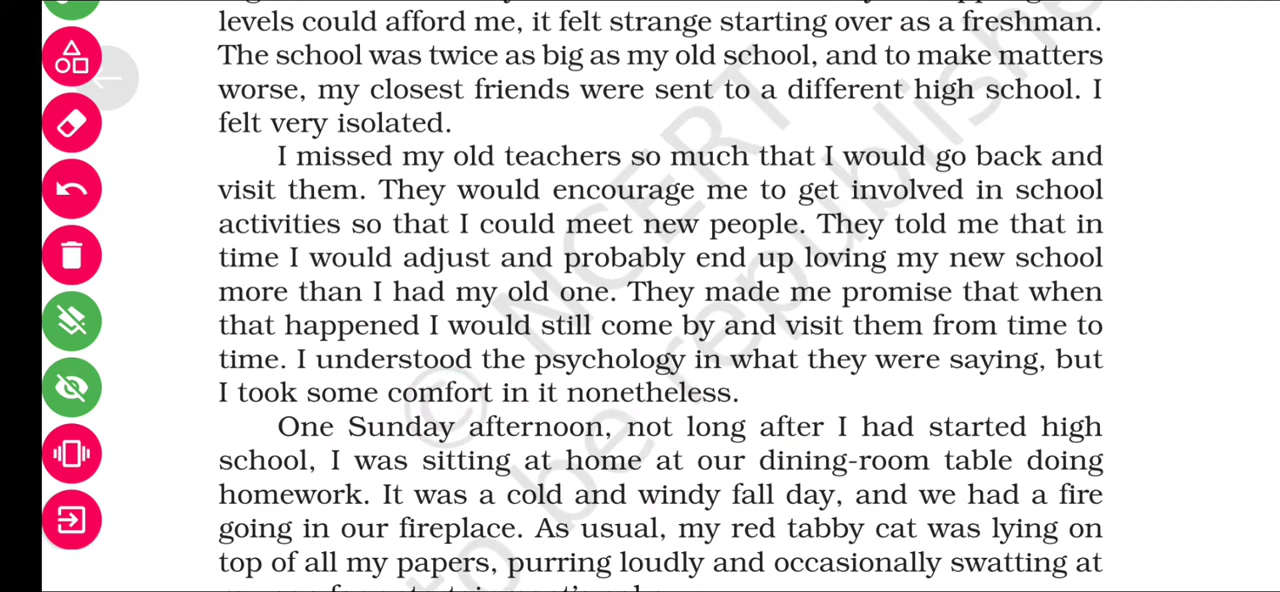 levels could afford me, it felt strange starting over as a freshman.
The school was twice as big as my old school, and to make matters
worse, my closest friends were sent to a different high school. I
felt very isolated.
I missed my old teachers so much that I would go back and
visit them. They would encourage me to get involved in school
activities so that I could meet new people. They told me that in
time I would adjust and probably end up loving my new school
more than I had my old one. They made me promise that when
that happened I would still come by and visit them from time to
time. I understood the psychology in what they were saying, but
I took some comfort in it nonetheless.
One Sunday afternoon, not long after I had started high
school, I was sitting at home at our dining-room table doing
homework. It was a cold and windy fall day, and we had a fire
going in our fireplace. As usual, my red tabby cat was lying on
top of all my papers, purring loudly and occasionally swatting at
© NCERT
to be republished